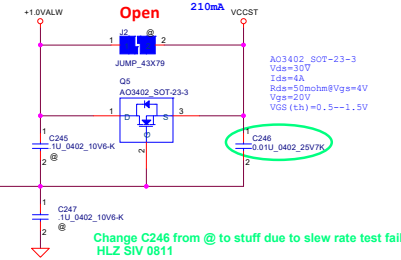 +1.0VALW
Open
210mA
VCCST
J2
@
1
2
JUMP_43X79
Q5
AO3402_SOT-23-3
AO3402 SOT-23-3
Vds=30V
Ids=4A
Rds=50mohm@Vgs=4V
Vgs=20V
VGS(th)=0.5--1.5V
1
D
S
3
G
2
1
C245
.1U_0402_10V6-K
2
@
1
C246
0.01U_0402_25V7K
2
1
C247
.1U_0402_10V6-K
2
@
Change C246 from @ to stuff due to slew rate test fail
HLZ SIV 0811